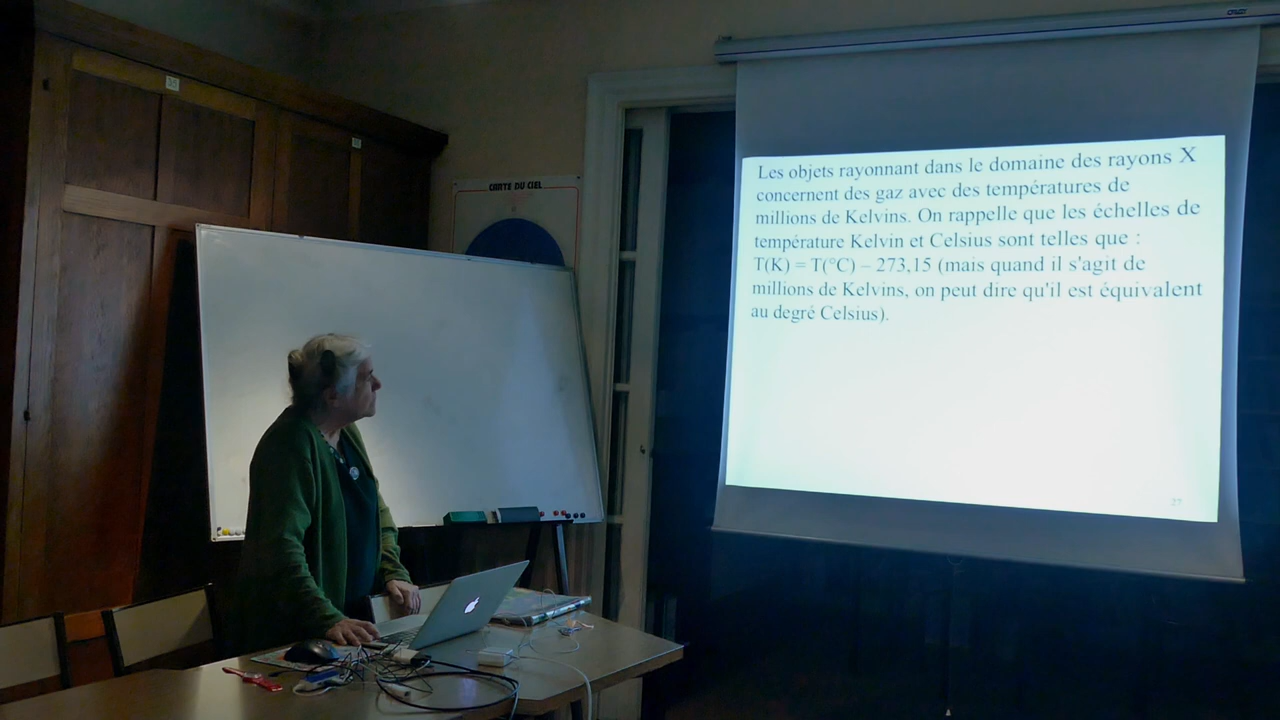 CARTE DU CIEL
Les objets rayonnant dans le domaine des rayons X
concernent des gaz avec des températures de
millions de Kelvins. On rappelle que les échelles de
température Kelvin et Celsius sont telles que :
T(K) = T(°C) – 273,15 (mais quand il s'agit de
millions de Kelvins, on peut dire qu'il est équivalent
au degré Celsius).